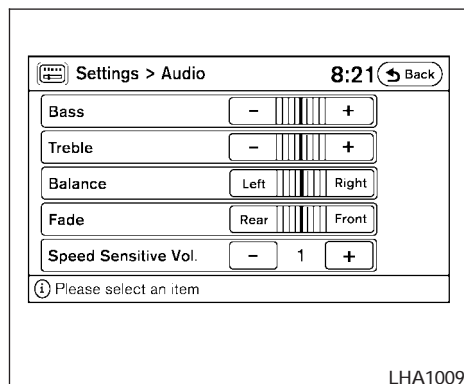 Settings > Audio 8:21 Back
Bass - +
Treble - +
Balance Left Right
Fade Rear Front
Speed Sensitive Vol. - 1 +
i Please select an item
LHA1009